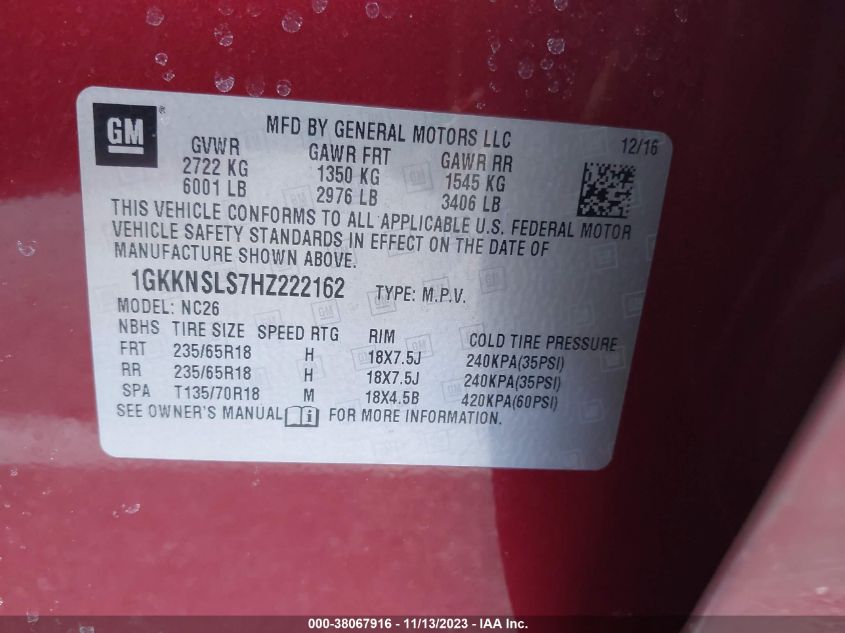 GM ®
MFD BY GENERAL MOTORS LLC
12/16
GVWR GAWR FRT GAWR RR
2722 KG 1350 KG 1545 KG
6001 LB 2976 LB 3406 LB
THIS VEHICLE CONFORMS TO ALL APPLICABLE U.S. FEDERAL MOTOR
VEHICLE SAFETY STANDARDS IN EFFECT ON THE DATE OF
MANUFACTURE SHOWN ABOVE.
1GKKNSLS7HZ222162 TYPE: M.P.V.
MODEL: NC26
NBHS TIRE SIZE SPEED RTG RIM COLD TIRE PRESSURE
FRT 235/65R18 H 18X7.5J 240KPA(35PSI)
RR 235/65R18 H 18X7.5J 240KPA(35PSI)
SPA T135/70R18 M 18X4.5B 420KPA(60PSI)
SEE OWNER'S MANUAL i FOR MORE INFORMATION.
000-38067916 - 11/13/2023 - IAAI.com